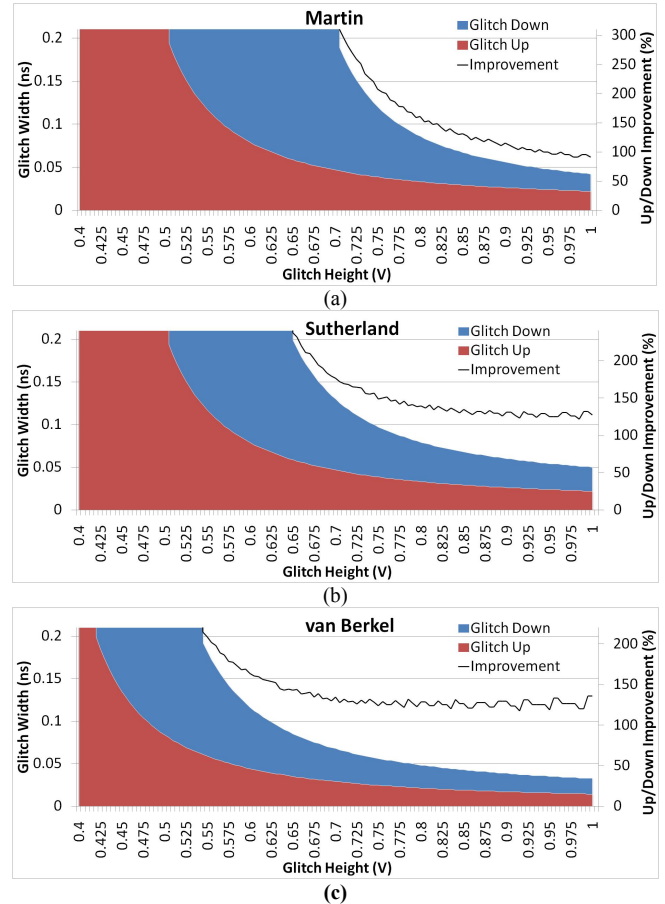 Martin
Glitch Down
Glitch Up
Improvement
Glitch Width (ns)
0.2
0.15
0.1
0.05
0
Up/Down Improvement (%)
300
250
200
150
100
50
0
0.4 0.425 0.45 0.475 0.5 0.525 0.55 0.575 0.6 0.625 0.65 0.675 0.7 0.725 0.75 0.775 0.8 0.825 0.85 0.875 0.9 0.925 0.95 0.975 1
Glitch Height (V)
(a)
Sutherland
Glitch Down
Glitch Up
Improvement
Glitch Width (ns)
0.2
0.15
0.1
0.05
0
Up/Down Improvement (%)
200
150
100
50
0
0.4 0.425 0.45 0.475 0.5 0.525 0.55 0.575 0.6 0.625 0.65 0.675 0.7 0.725 0.75 0.775 0.8 0.825 0.85 0.875 0.9 0.925 0.95 0.975 1
Glitch Height (V)
(b)
van Berkel
Glitch Down
Glitch Up
Improvement
Glitch Width (ns)
0.2
0.15
0.1
0.05
0
Up/Down Improvement (%)
200
150
100
50
0
0.4 0.425 0.45 0.475 0.5 0.525 0.55 0.575 0.6 0.625 0.65 0.675 0.7 0.725 0.75 0.775 0.8 0.825 0.85 0.875 0.9 0.925 0.95 0.975 1
Glitch Height (V)
(c)